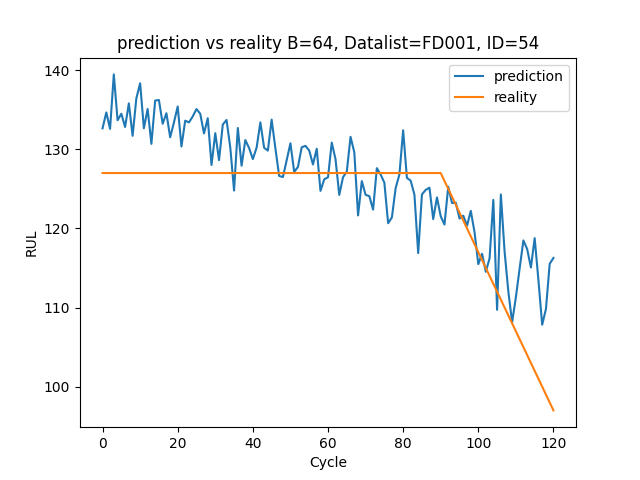 prediction vs reality B=64, Datalist=FD001, ID=54
prediction
reality
RUL
140
130
120
110
100
0 20 40 60 80 100 120
Cycle